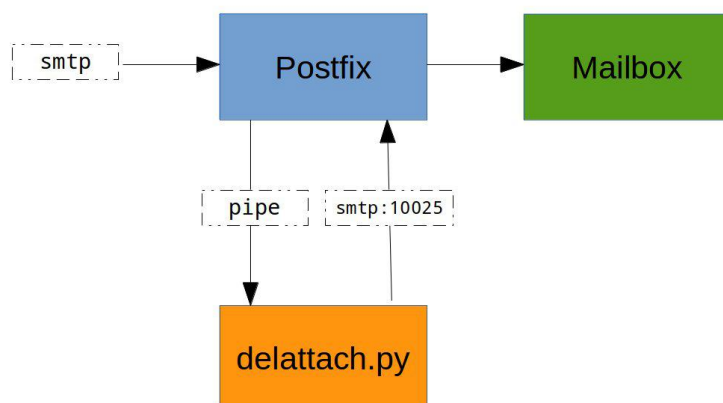 smtp
Postfix
Mailbox
pipe
smtp:10025
delattach.py